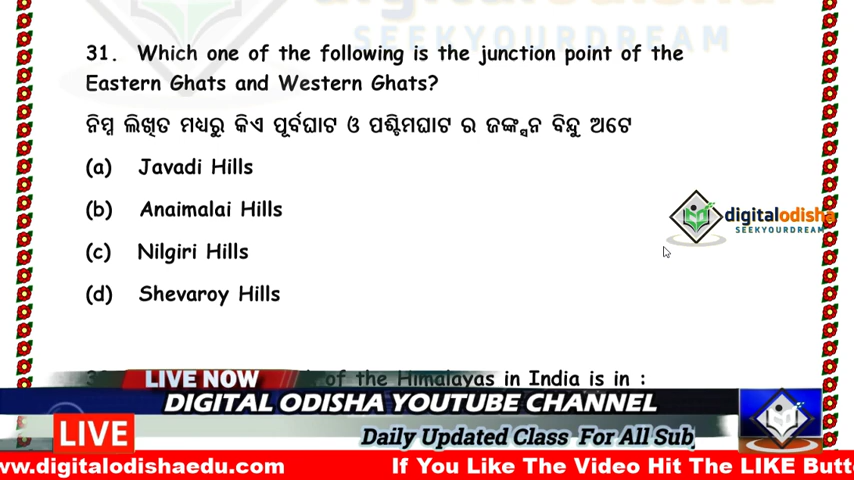 SEEKYOURDREAM
31. Which one of the following is the junction point of the
Eastern Ghats and Western Ghats?
ନିମ୍ନ ଲିଖିତ ମଧ୍ୟରୁ କିଏ ପୂର୍ବଘାଟ ଓ ପଶ୍ଚିମଘାଟ ର ଜଙ୍କ୍ସନ ବିନ୍ଦୁ ଅଟେ
(a) Javadi Hills
(b) Anaimalai Hills
digitalodisha
SEEKYOURDREAM
(c) Nilgiri Hills
(d) Shevaroy Hills
of the Himalayas in India is in :
LIVE NOW
DIGITAL ODISHA YOUTUBE CHANNEL
LIVE
Daily Updated Class For All Sub
www.digitalodishaedu.com If You Like The Video Hit The LIKE Butt